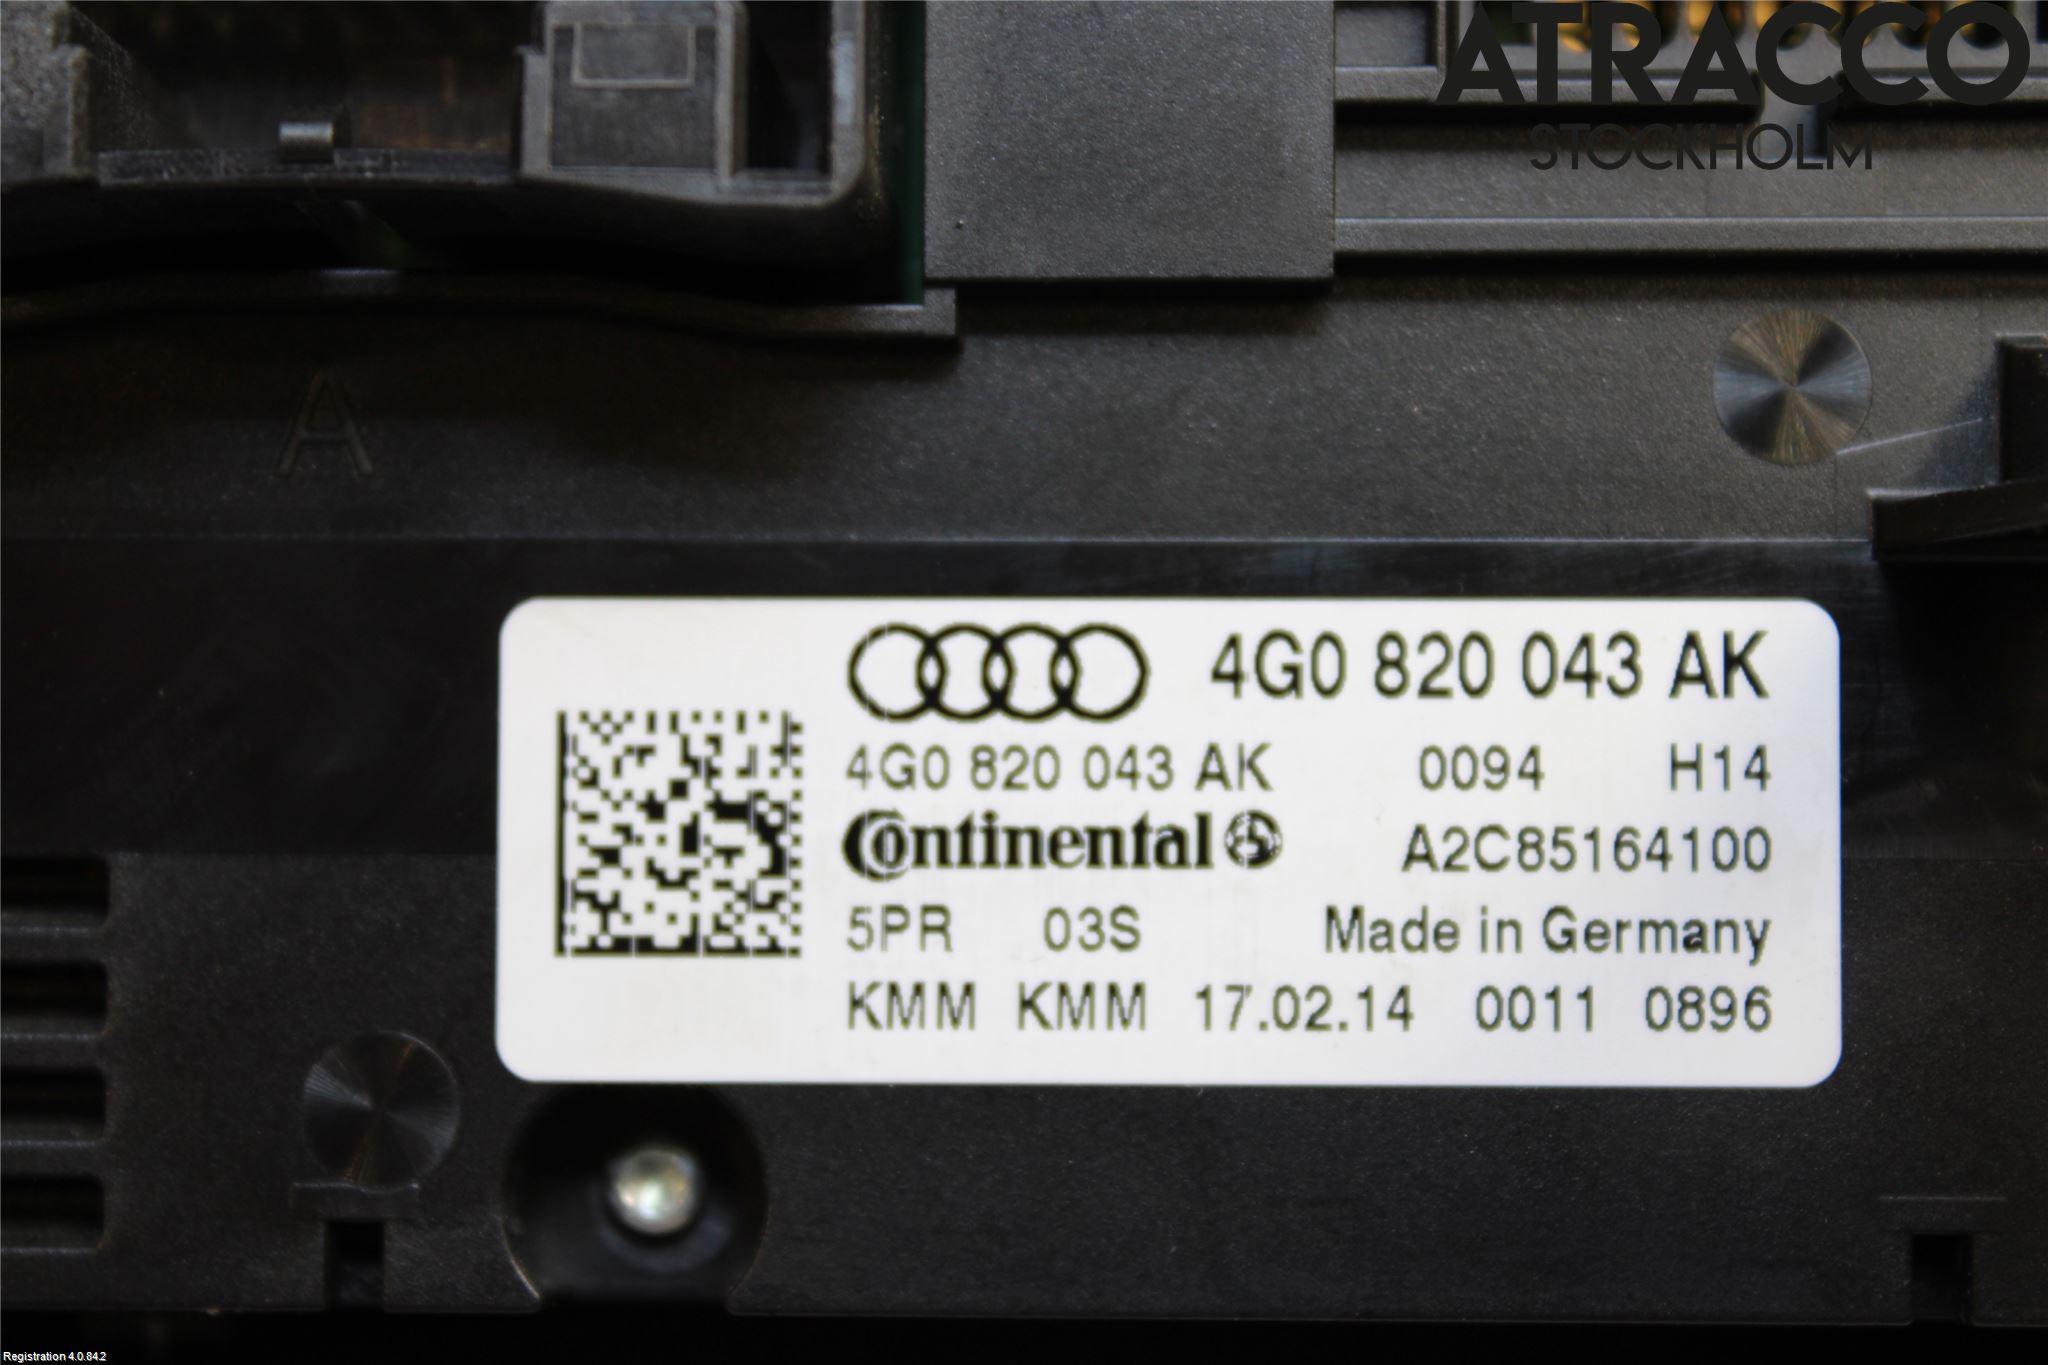 ATRACCO
STOCKHOLM
A
4G0 820 043 AK
4G0 820 043 AK 0094 H14
Continental A2C85164100
5PR 03S Made in Germany
KMM KMM 17.02.14 0011 0896
Registration 4.0.84.2